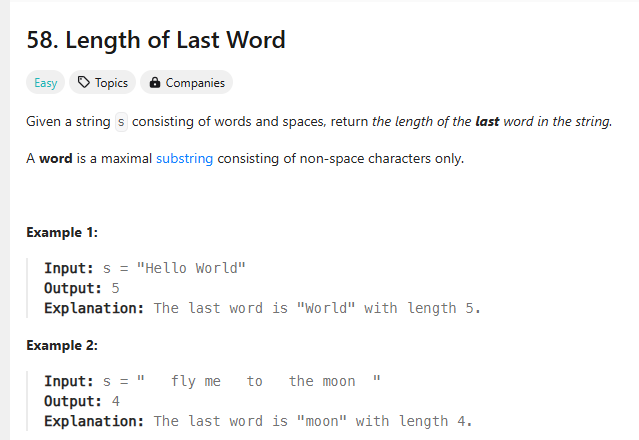 58. Length of Last Word
Easy Topics Companies
Given a string s consisting of words and spaces, return the length of the last word in the string.
A word is a maximal substring consisting of non-space characters only.
Example 1:
Input: s = "Hello World"
Output: 5
Explanation: The last word is "World" with length 5.
Example 2:
Input: s = "   fly me   to   the moon  "
Output: 4
Explanation: The last word is "moon" with length 4.